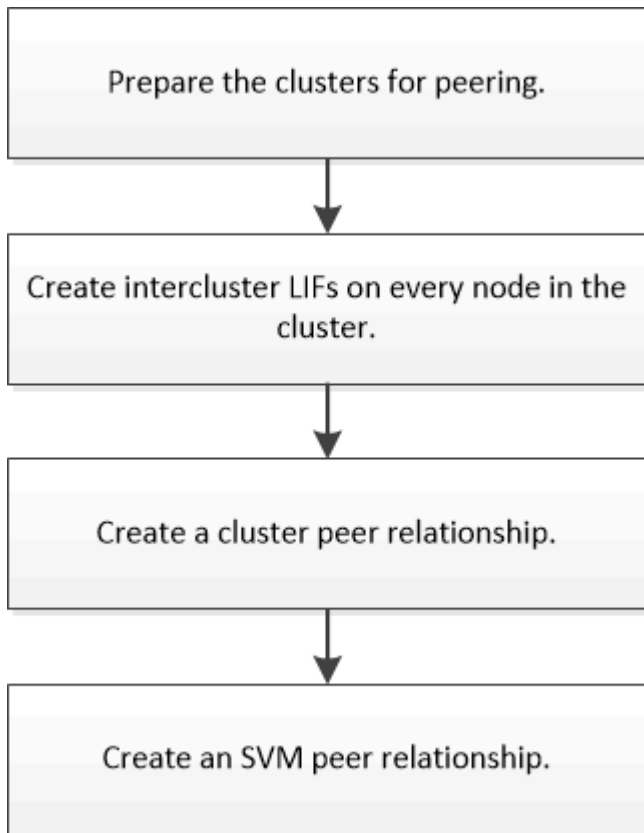 Prepare the clusters for peering.
Create intercluster LIFs on every node in the
cluster.
Create a cluster peer relationship.
Create an SVM peer relationship.